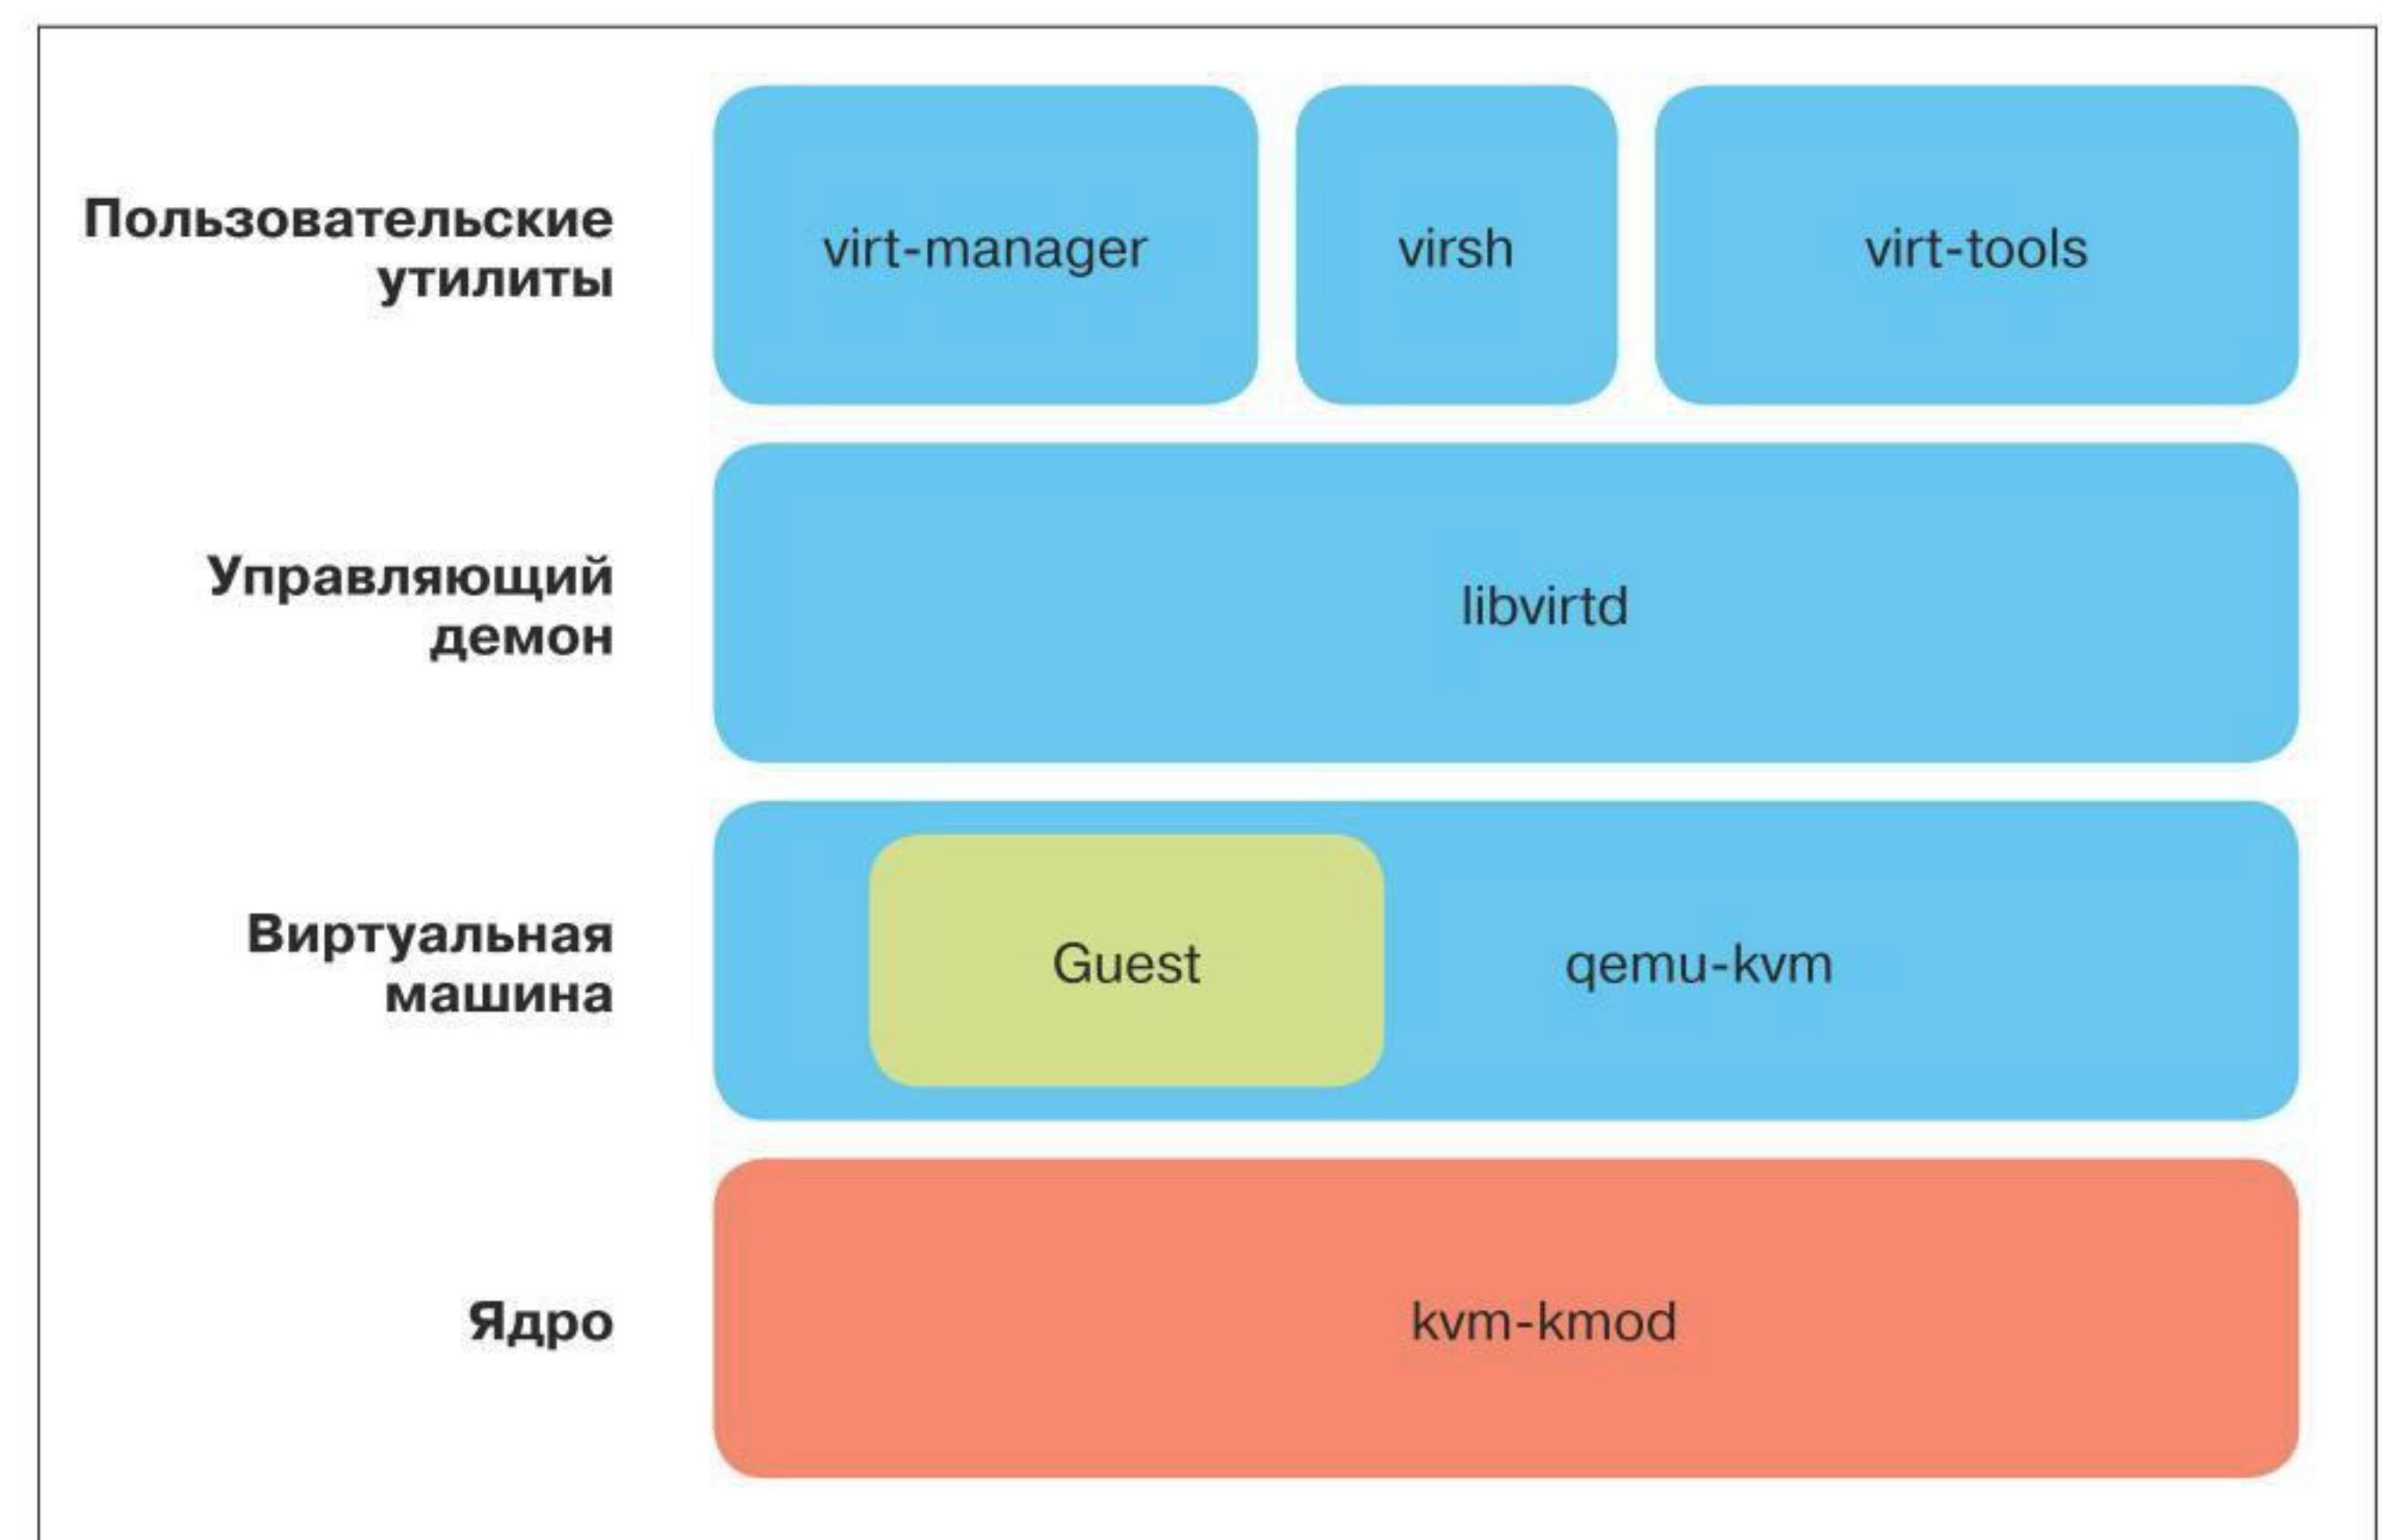 Пользовательские
утилиты
virt-manager
virsh
virt-tools
Управляющий
демон
libvirtd
Виртуальная
машина
Guest
qemu-kvm
Ядро
kvm-kmod